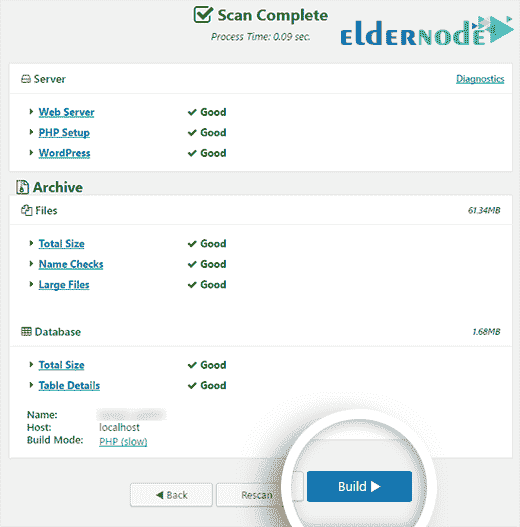 Scan Complete
Process Time: 0.09 sec.
ELDERNODE
Server
Diagnostics
Web Server
Good
PHP Setup
Good
WordPress
Good
Archive
Files
61.34MB
Total Size
Good
Name Checks
Good
Large Files
Good
Database
1.68MB
Total Size
Good
Table Details
Good
Name:
Host:
localhost
Build Mode:
PHP (slow)
Back
Rescan
Build